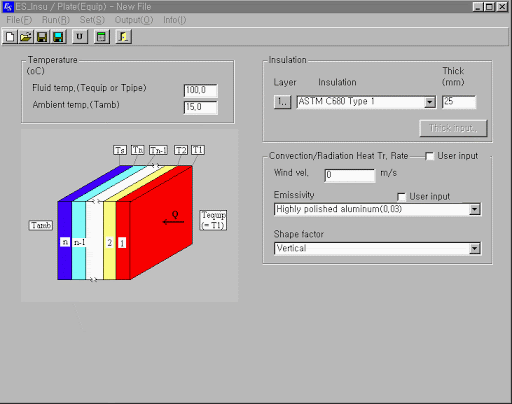 ES_Insu / Plate(Equip) - New File
File(F) Run(R) Set(S) Output(O) Info(I)
U
Temperature
(oC)
Fluid temp,(Tequip or Tpipe) 100,0
Ambient temp,(Tamb) 15,0
Insulation
Layer Insulation Thick
(mm)
1.. ASTM C680 Type 1 25
Thick input..
Convection/Radiation Heat Tr, Rate User input
Wind vel, 0 m/s
Emissivity User input
Highly polished aluminum(0,03)
Shape factor
Vertical
Ts Tn Tn-1 T2 T1
Q
Tamb
Tequip
(= T1)
n n-1 2 1